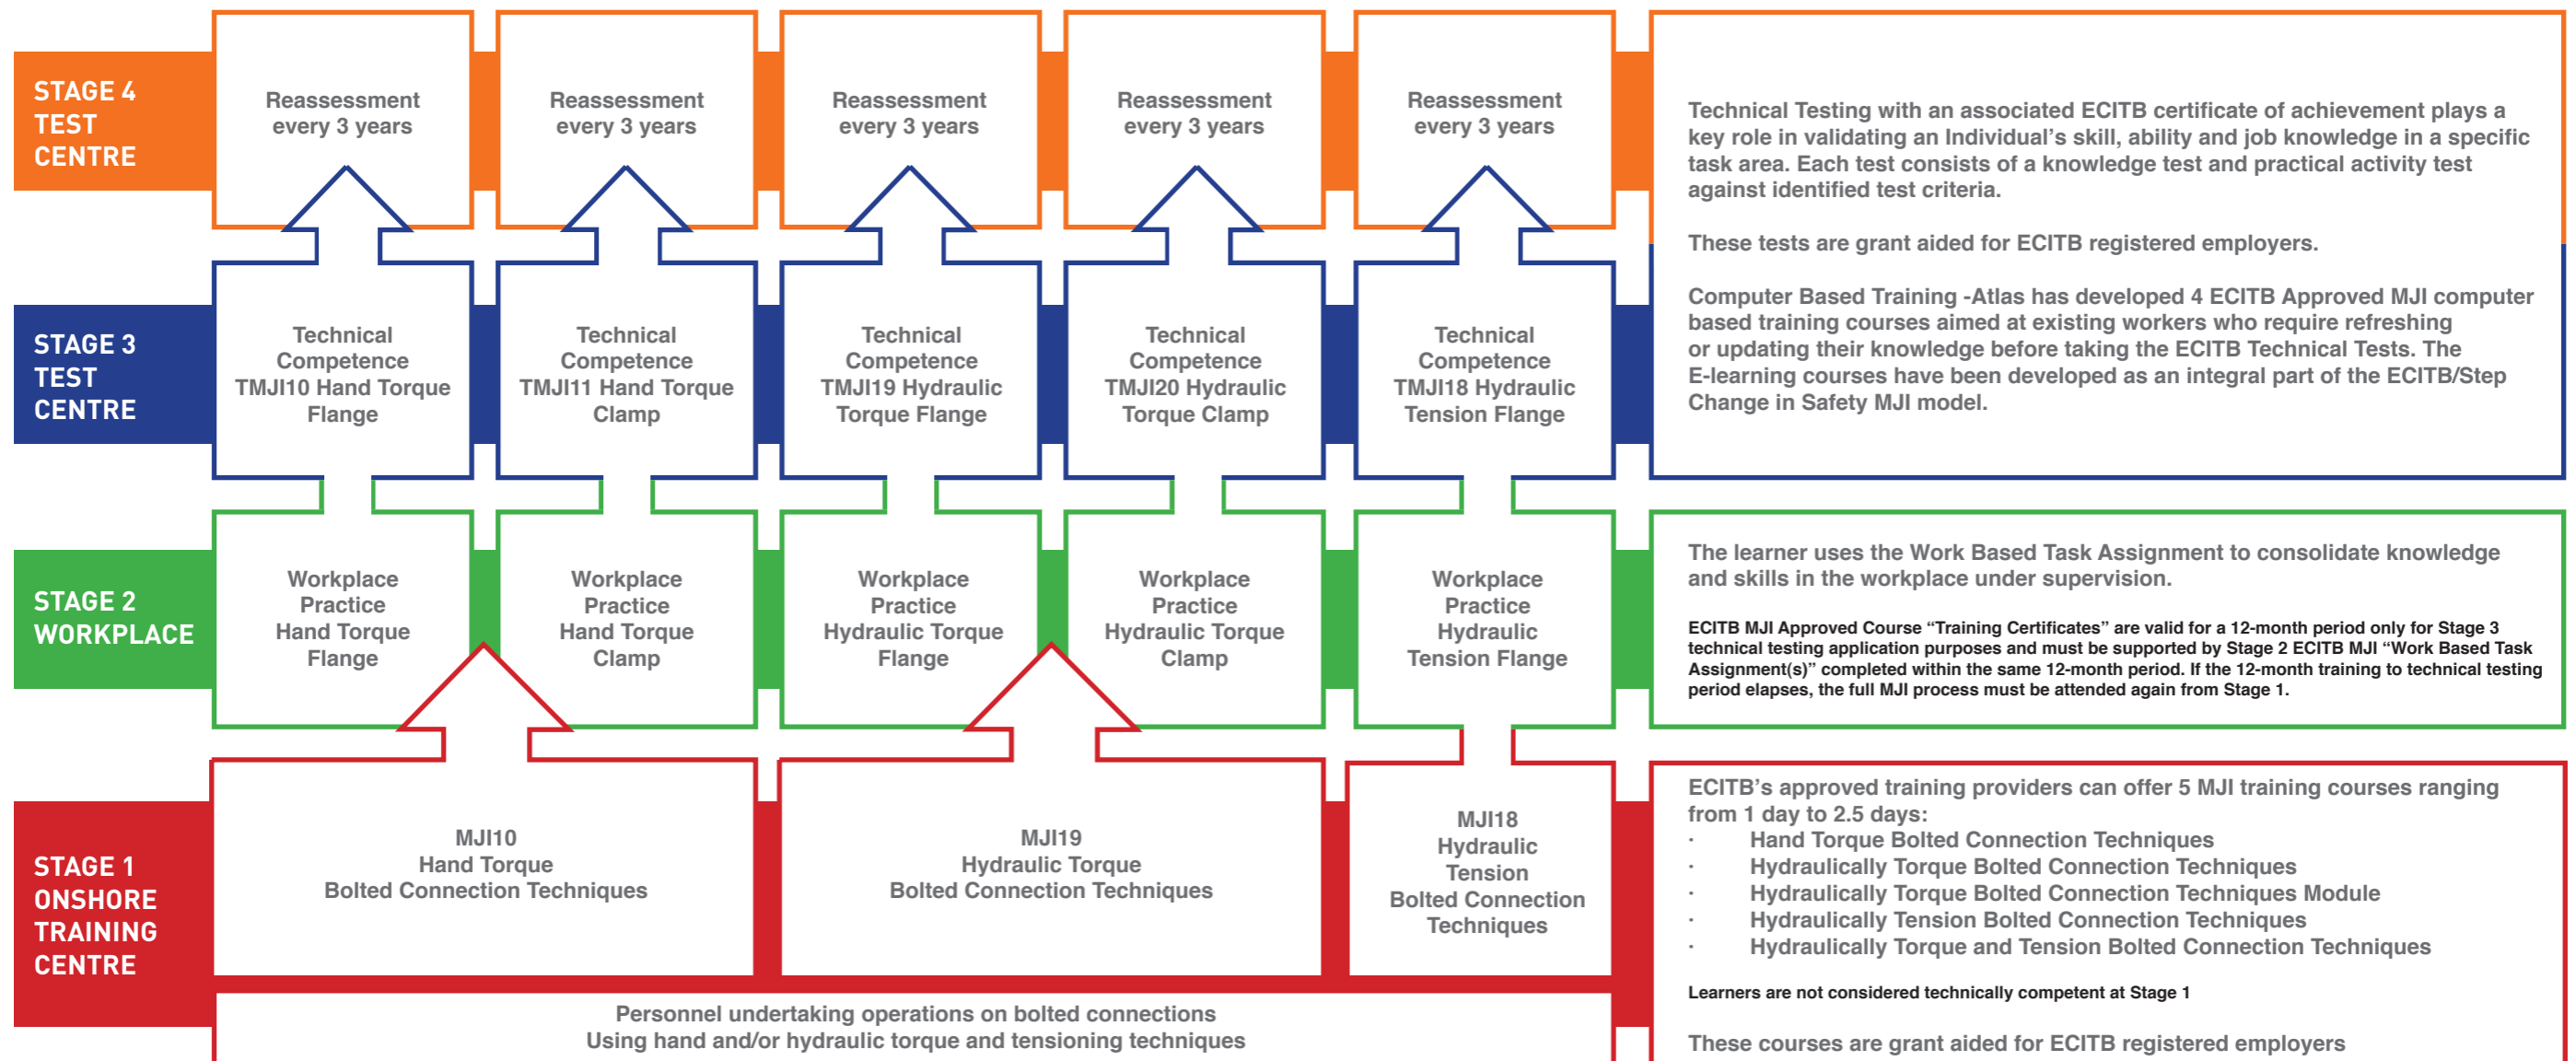 STAGE 4
TEST
CENTRE
Reassessment
every 3 years
Reassessment
every 3 years
Reassessment
every 3 years
Reassessment
every 3 years
Reassessment
every 3 years
Technical Testing with an associated ECITB certificate of achievement plays a
key role in validating an Individual’s skill, ability and job knowledge in a specific
task area. Each test consists of a knowledge test and practical activity test
against identified test criteria.
These tests are grant aided for ECITB registered employers.
Computer Based Training -Atlas has developed 4 ECITB Approved MJI computer
based training courses aimed at existing workers who require refreshing
or updating their knowledge before taking the ECITB Technical Tests. The
E-learning courses have been developed as an integral part of the ECITB/Step
Change in Safety MJI model.
STAGE 3
TEST
CENTRE
Technical
Competence
TMJI10 Hand Torque
Flange
Technical
Competence
TMJI11 Hand Torque
Clamp
Technical
Competence
TMJI19 Hydraulic
Torque Flange
Technical
Competence
TMJI20 Hydraulic
Torque Clamp
Technical
Competence
TMJI18 Hydraulic
Tension Flange
STAGE 2
WORKPLACE
Workplace
Practice
Hand Torque
Flange
Workplace
Practice
Hand Torque
Clamp
Workplace
Practice
Hydraulic Torque
Flange
Workplace
Practice
Hydraulic Torque
Clamp
Workplace
Practice
Hydraulic
Tension Flange
The learner uses the Work Based Task Assignment to consolidate knowledge
and skills in the workplace under supervision.
ECITB MJI Approved Course “Training Certificates” are valid for a 12-month period only for Stage 3
technical testing application purposes and must be supported by Stage 2 ECITB MJI “Work Based Task
Assignment(s)” completed within the same 12-month period. If the 12-month training to technical testing
period elapses, the full MJI process must be attended again from Stage 1.
STAGE 1
ONSHORE
TRAINING
CENTRE
MJI10
Hand Torque
Bolted Connection Techniques
MJI19
Hydraulic Torque
Bolted Connection Techniques
MJI18
Hydraulic
Tension
Bolted Connection
Techniques
Personnel undertaking operations on bolted connections
Using hand and/or hydraulic torque and tensioning techniques
ECITB’s approved training providers can offer 5 MJI training courses ranging
from 1 day to 2.5 days:
· Hand Torque Bolted Connection Techniques
· Hydraulically Torque Bolted Connection Techniques
· Hydraulically Torque Bolted Connection Techniques Module
· Hydraulically Tension Bolted Connection Techniques
· Hydraulically Torque and Tension Bolted Connection Techniques
Learners are not considered technically competent at Stage 1
These courses are grant aided for ECITB registered employers